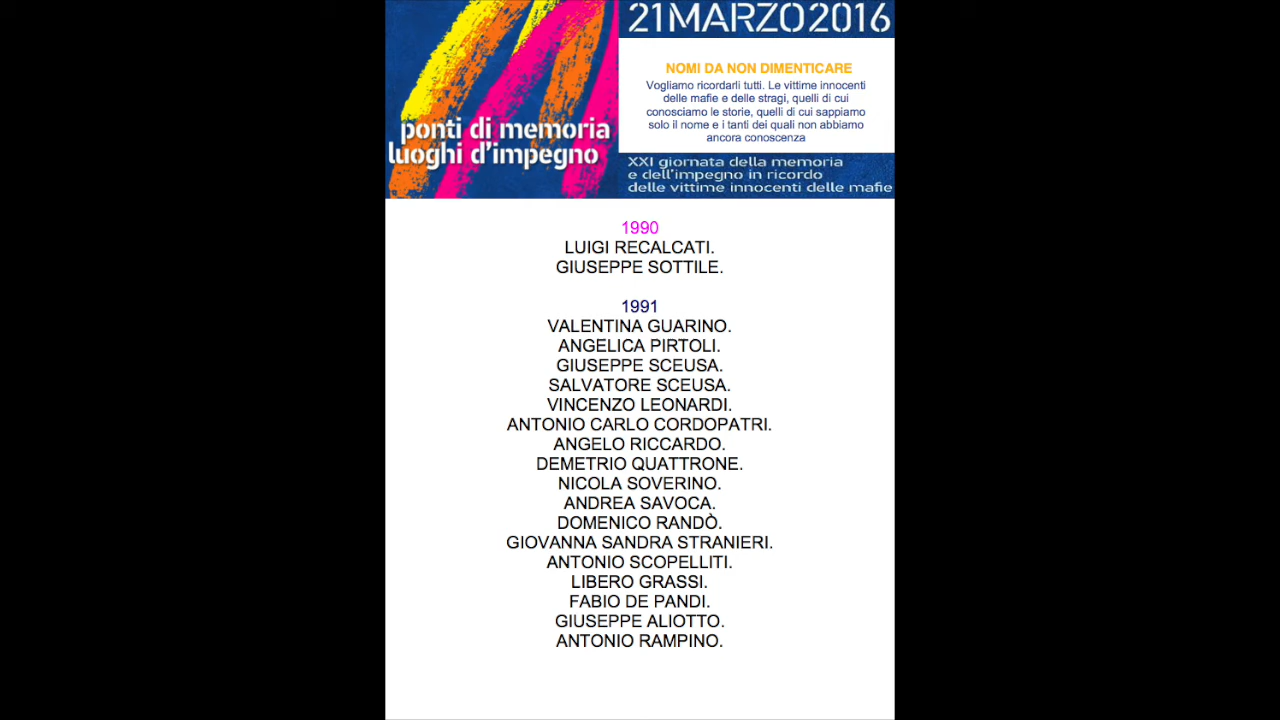 ponti di memoria
luoghi d'impegno
21MARZO2016
NOMI DA NON DIMENTICARE
Vogliamo ricordarli tutti. Le vittime innocenti
delle mafie e delle stragi, quelli di cui
conosciamo le storie, quelli di cui sappiamo
solo il nome e i tanti dei quali non abbiamo
ancora conoscenza
XXI giornata della memoria
e dell'impegno in ricordo
delle vittime innocenti delle mafie
1990
LUIGI RECALCATI.
GIUSEPPE SOTTILE.
1991
VALENTINA GUARINO.
ANGELICA PIRTOLI.
GIUSEPPE SCEUSA.
SALVATORE SCEUSA.
VINCENZO LEONARDI.
ANTONIO CARLO CORDOPATRI.
ANGELO RICCARDO.
DEMETRIO QUATTRONE.
NICOLA SOVERINO.
ANDREA SAVOCA.
DOMENICO RANDÒ.
GIOVANNA SANDRA STRANIERI.
ANTONIO SCOPELLITI.
LIBERO GRASSI.
FABIO DE PANDI.
GIUSEPPE ALIOTTO.
ANTONIO RAMPINO.